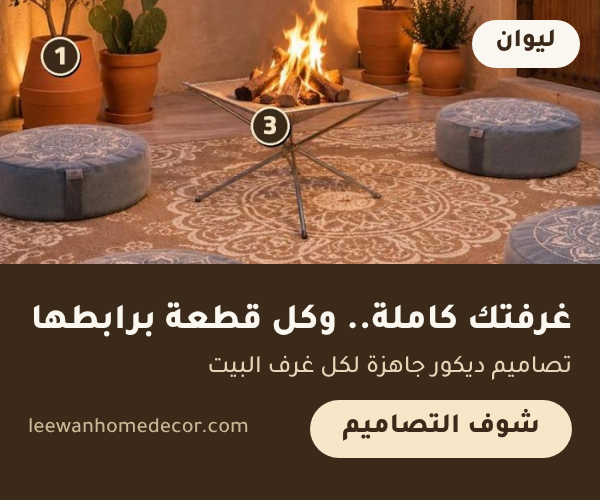 ليوان
1
3
غرفتك كاملة.. وكل قطعة برابطها
تصاميم ديكور جاهزة لكل غرف البيت
شوف التصاميم
leewanhomedecor.com